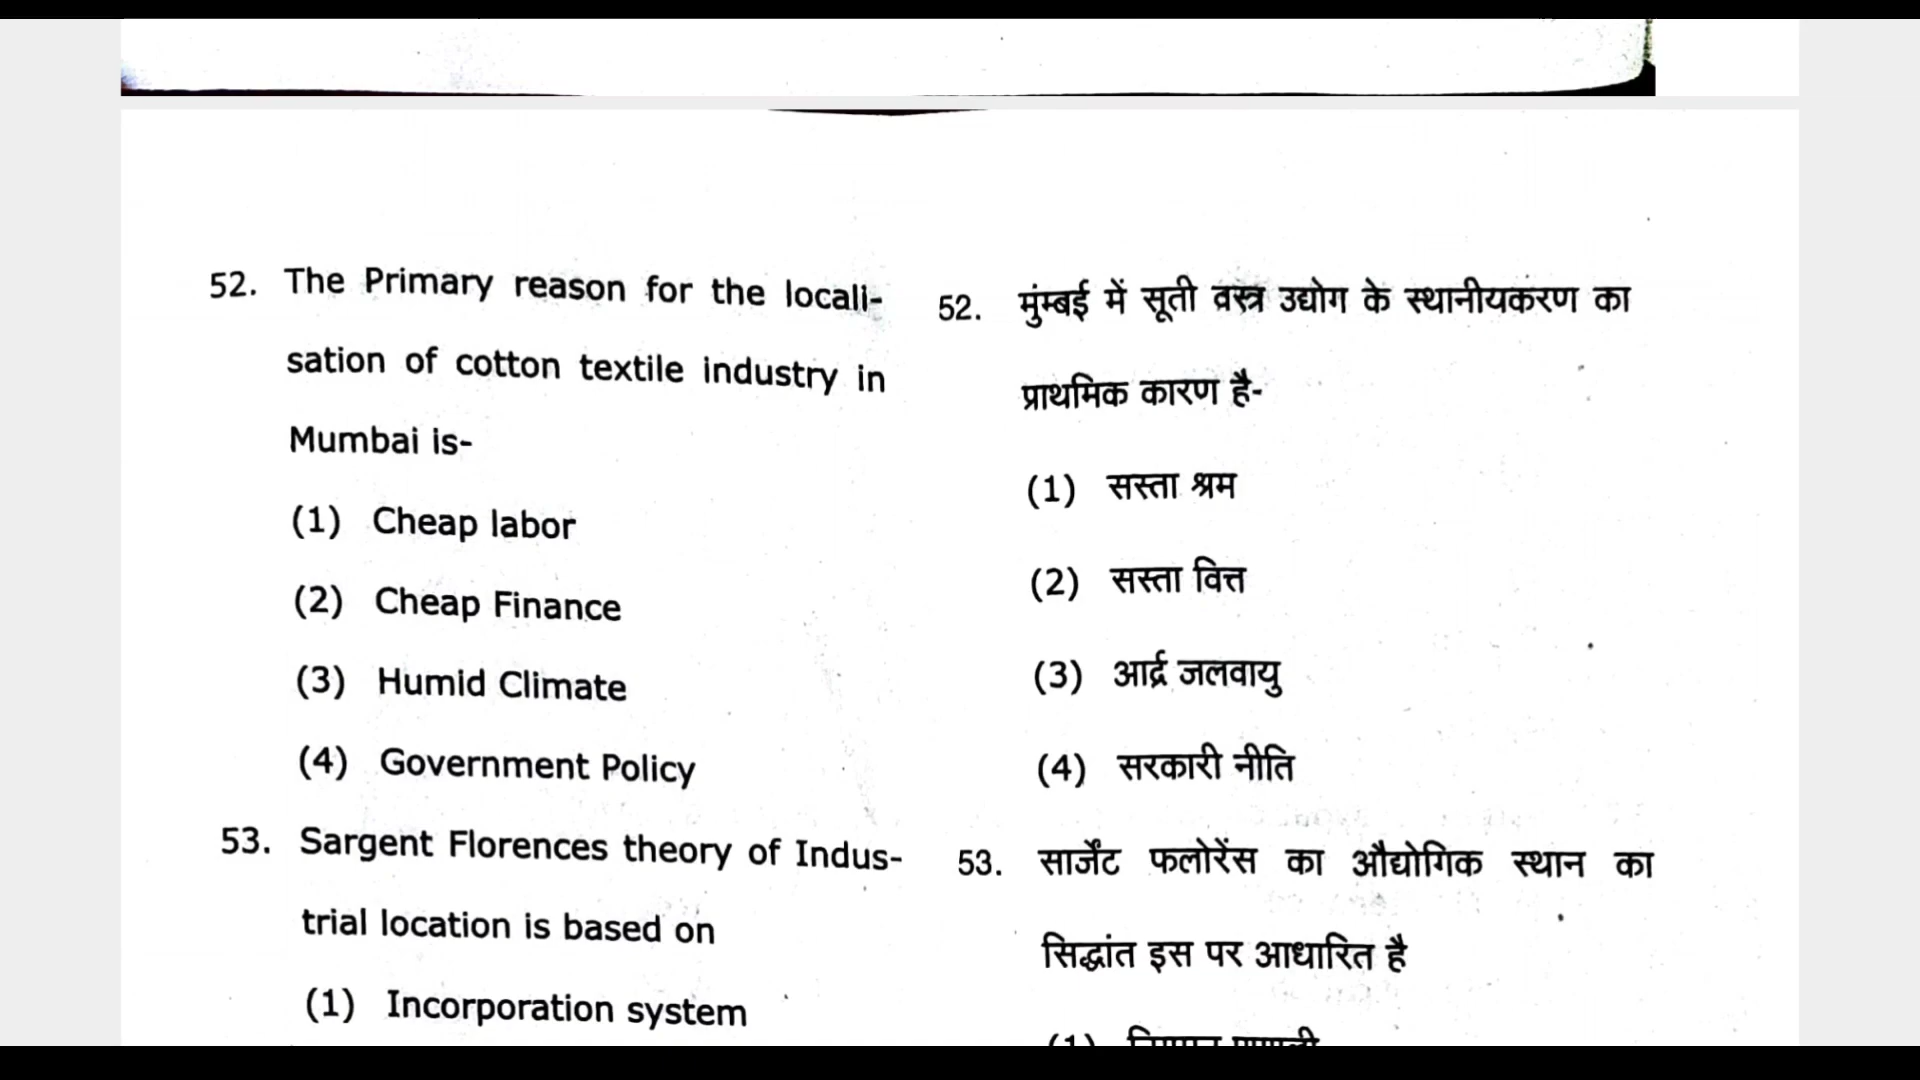 52. The Primary reason for the locali-
sation of cotton textile industry in
Mumbai is-
(1) Cheap labor
(2) Cheap Finance
(3) Humid Climate
(4) Government Policy
53. Sargent Florences theory of Indus-
trial location is based on
(1) Incorporation system
52. मुंम्बई में सूती वस्त्र उद्योग के स्थानीयकरण का
प्राथमिक कारण है-
(1) सस्ता श्रम
(2) सस्ता वित्त
(3) आर्द्र जलवायु
(4) सरकारी नीति
53. सार्जेंट फलोरेंस का औद्योगिक स्थान का
सिद्धांत इस पर आधारित है
(1)